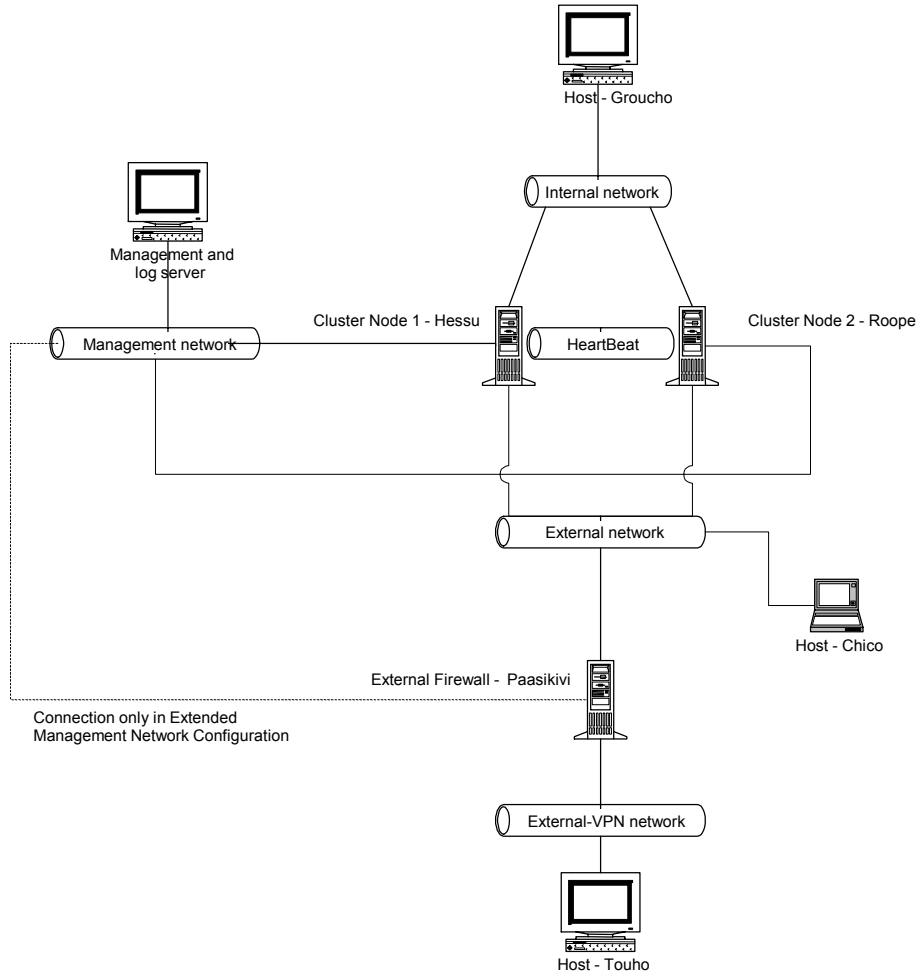 Host - Groucho
Internal network
Management and
log server
Cluster Node 1 - Hessu
Cluster Node 2 - Roope
Management network
HeartBeat
External network
Host - Chico
External Firewall - Paasikivi
Connection only in Extended
Management Network Configuration
External-VPN network
Host - Touho